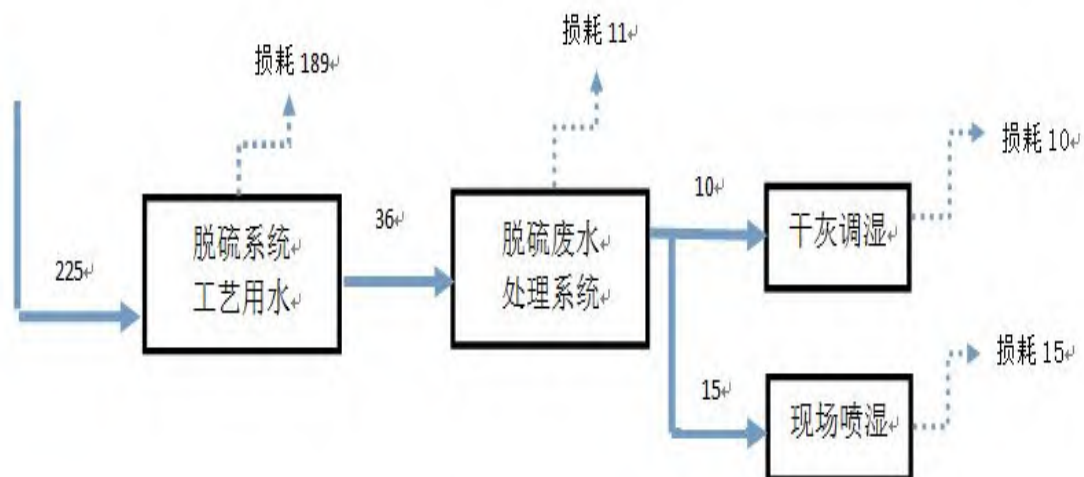 损耗 11↵
损耗 189↵
损耗 10↵
10↵
36↵
脱硫系统
工艺用水↵
脱硫废水
处理系统↵
干灰调湿↵
225↵
损耗 15↵
15↵
现场喷湿↵